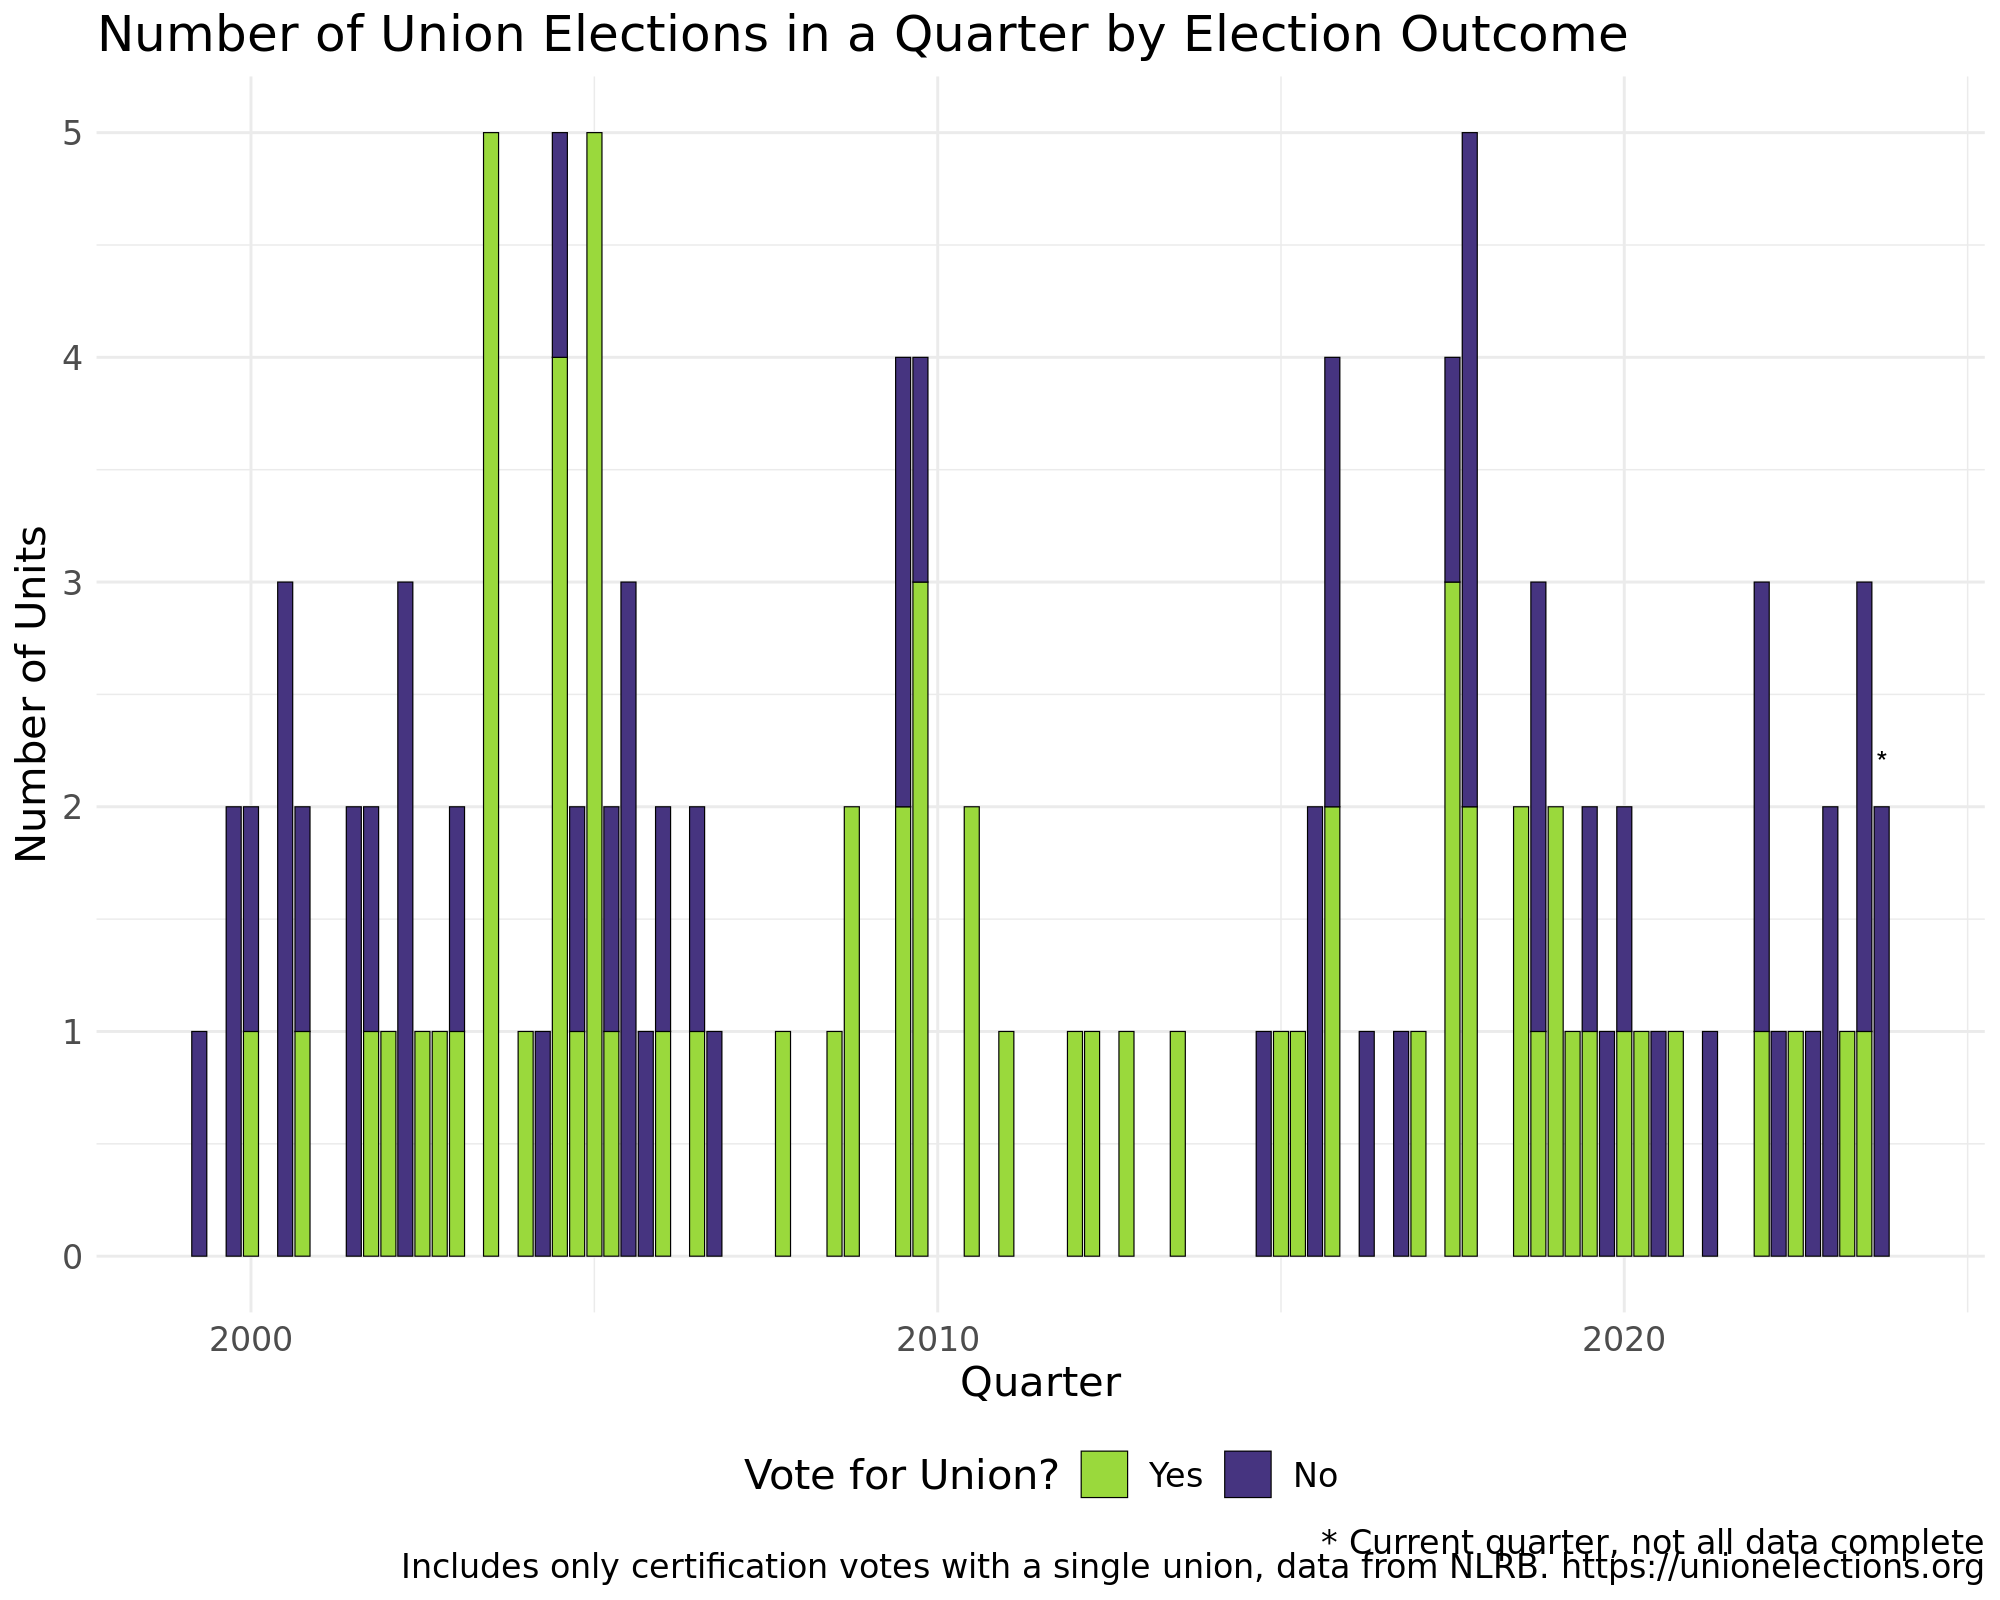 Number of Union Elections in a Quarter by Election Outcome
5
4
3
2
1
0
Number of Units
*
2000 2010 2020
Quarter
Vote for Union? Yes No
* Current quarter, not all data complete
Includes only certification votes with a single union, data from NLRB. https://unionelections.org